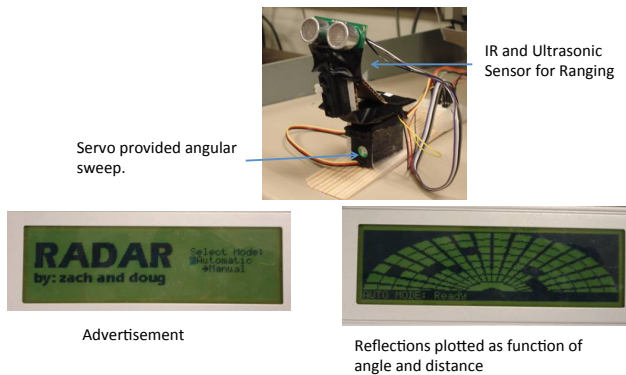 IR and Ultrasonic
Sensor for Ranging
Servo provided angular
sweep.
RADAR
by: zach and doug
Select Mode:
Automatic
→Manual
AUTO MODE: Ready
Advertisement
Reflections plotted as function of
angle and distance